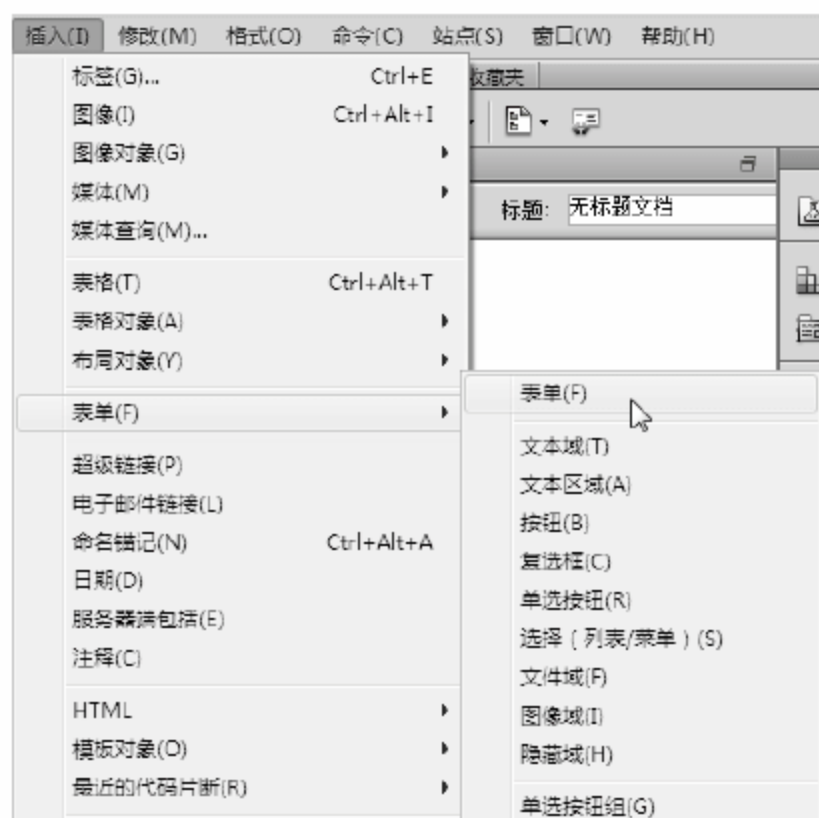 插入(I) 修改(M) 格式(O) 命令(C) 站点(S) 窗口(W) 帮助(H)
标签(G)... Ctrl+E
收藏夹
图像(I) Ctrl+Alt+I
图像对象(G)
媒体(M)
标题: 无标题文档
媒体查询(M)...
表格(T) Ctrl+Alt+T
表格对象(A)
布局对象(Y)
表单(F)
超级链接(P)
电子邮件链接(L)
命名锚记(N) Ctrl+Alt+A
日期(D)
服务器端包括(E)
注释(C)
HTML
模板对象(O)
最近的代码片断(R)
表单(F)
文本域(T)
文本区域(A)
按钮(B)
复选框(C)
单选按钮(R)
选择（列表/菜单）(S)
文件域(F)
图像域(I)
隐藏域(H)
单选按钮组(G)